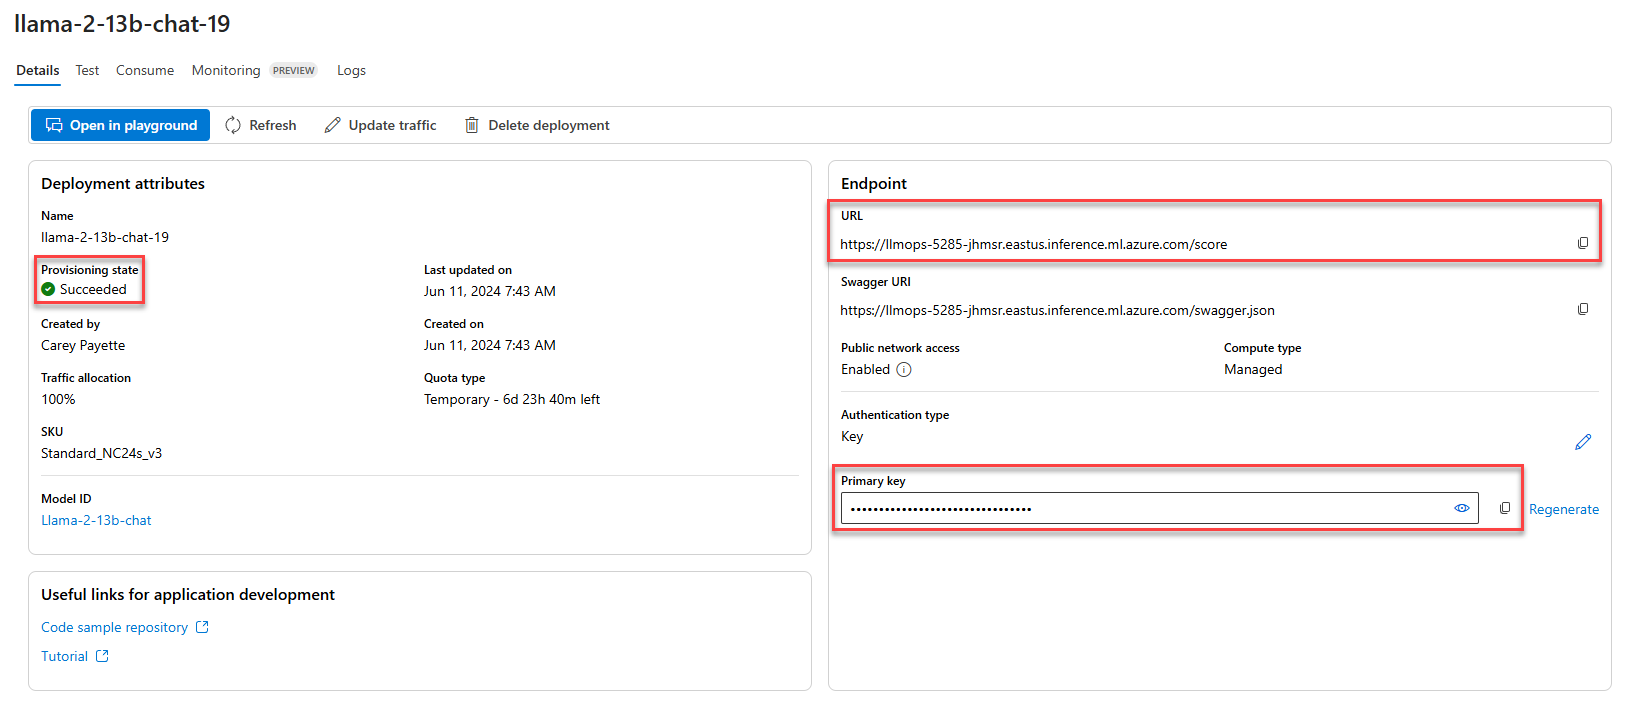 llama-2-13b-chat-19
Details Test Consume Monitoring PREVIEW Logs
Open in playground Refresh Update traffic Delete deployment
Deployment attributes
Name
llama-2-13b-chat-19
Provisioning state
Succeeded
Last updated on
Jun 11, 2024 7:43 AM
Created by
Carey Payette
Created on
Jun 11, 2024 7:43 AM
Traffic allocation
100%
Quota type
Temporary - 6d 23h 40m left
SKU
Standard_NC24s_v3
Model ID
Llama-2-13b-chat
Useful links for application development
Code sample repository
Tutorial
Endpoint
URL
https://llmops-5285-jhmsr.eastus.inference.ml.azure.com/score
Swagger URI
https://llmops-5285-jhmsr.eastus.inference.ml.azure.com/swagger.json
Public network access
Enabled
Compute type
Managed
Authentication type
Key
Primary key
••••••••••••••••••••••••••••••••
Regenerate